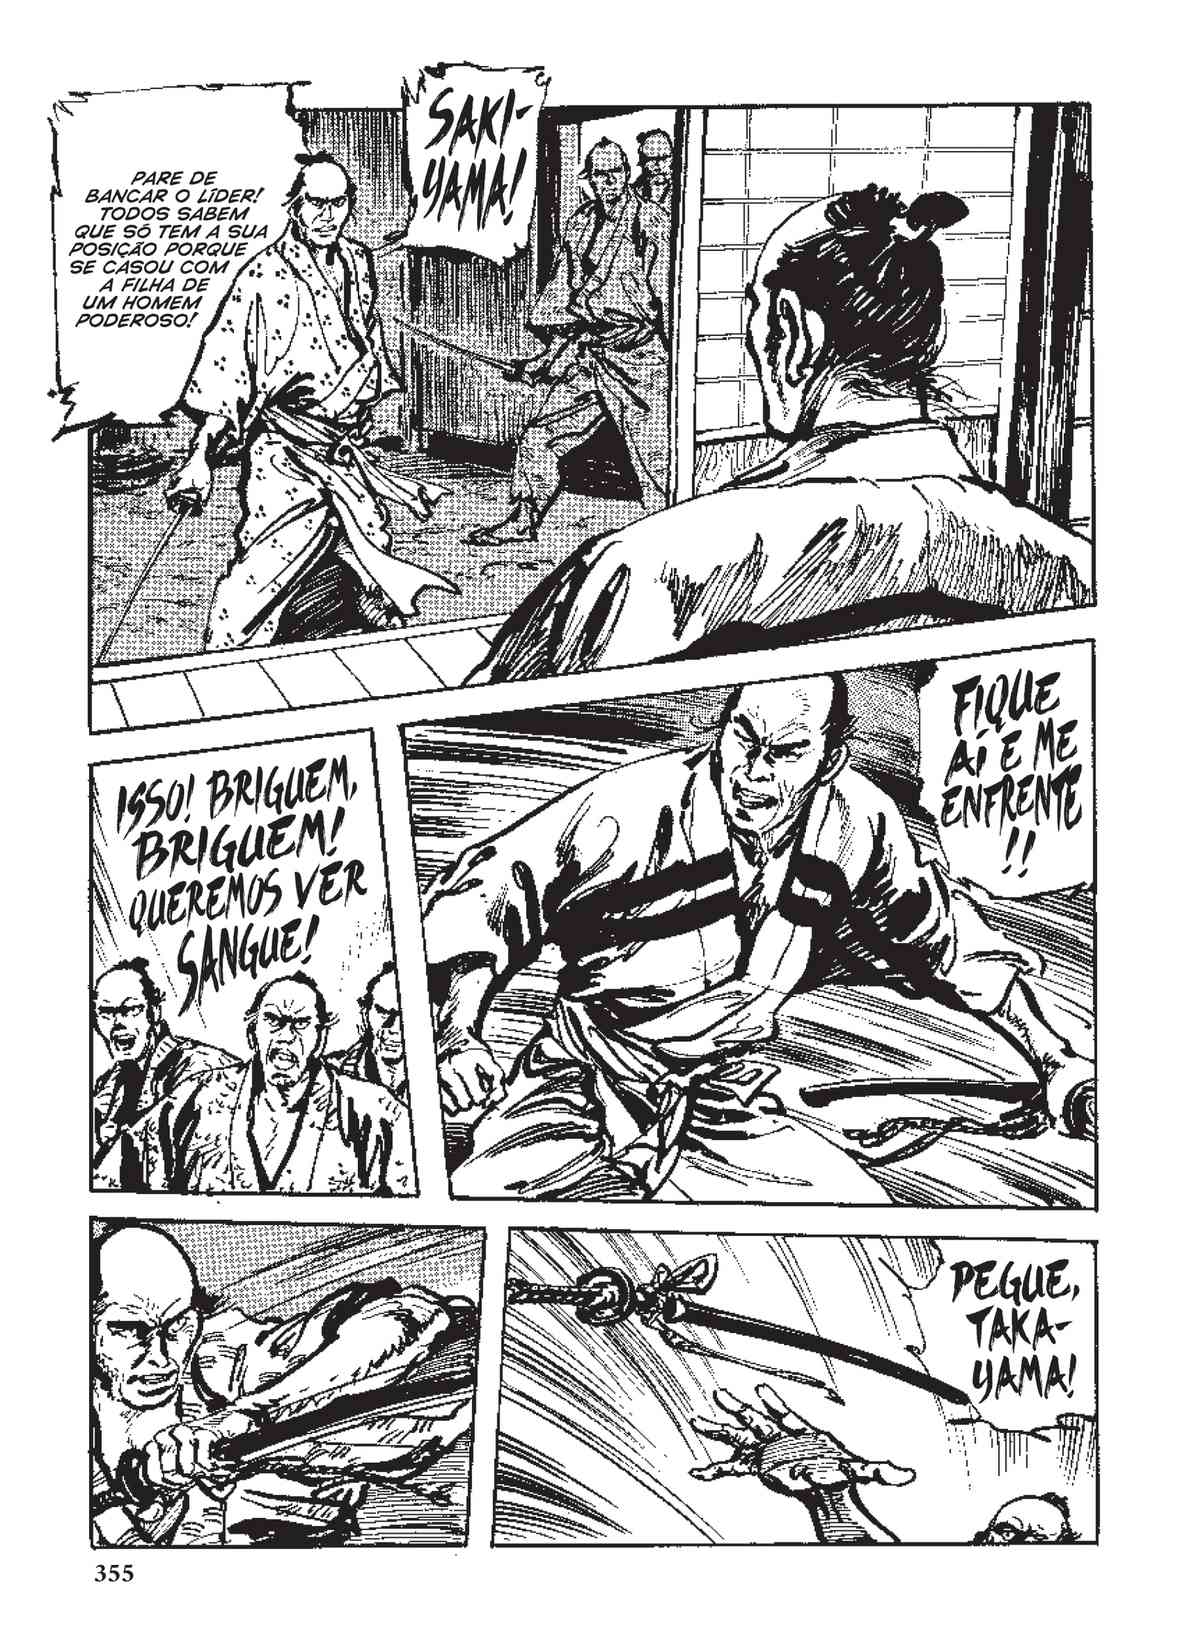 SAKI-
YAMA!
PARE DE
BANCAR O LÍDER!
TODOS SABEM
QUE SÓ TEM A SUA
POSIÇÃO PORQUE
SE CASOU COM
A FILHA DE
UM HOMEM
PODEROSO!
FIQUE
AÍ E ME
ENFRENTE
!!
ISSO! BRIGUEM,
BRIGUEM!
QUEREMOS VER
SANGUE!
PEGUE,
TAKA-
YAMA!
355